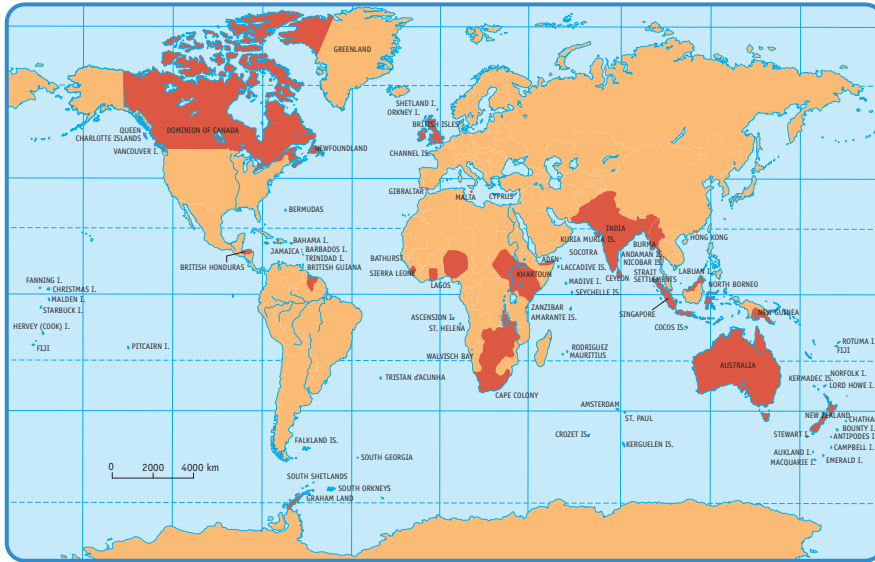 GREENLAND
SHETLAND I.
ORKNEY I.
BRITISH ISLES
QUEEN
CHARLOTTE ISLANDS
DOMINION OF CANADA
VANCOUVER I.
NEWFOUNDLAND
CHANNEL IS.
GIBRALTAR
MALTA
CYPRUS
BERMUDAS
INDIA
KURIA MURIA IS.
HONG KONG
BURMA
BAHAMA I.
JAMAICA
BARBADOS I.
TRINIDAD I.
BRITISH GUIANA
BRITISH HONDURAS
BATHURST
SIERRA LEONE
LAGOS
KHARTOUM
ADEN
SOCOTRA
LACCADIVE IS.
ANDAMAN IS.
NICOBAR IS.
STRAIT
SETTLEMENTS
CEYLON
LABUAN I.
NORTH BORNEO
MADIVE I.
SEYCHELLE IS
FANNING I.
CHRISTMAS I.
MALDEN I.
STARBUCK I.
HERVEY (COOK) I.
FIJI
PITCAIRN I.
ASCENSION I
ST. HELENA
ZANZIBAR
AMARANTE IS.
SINGAPORE
COCOS IS.
NEW GUINEA
WALVISCH BAY
RODRIGUEZ
MAURITIUS
ROTUMA I.
FIJI
TRISTAN d'ACUNHA
CAPE COLONY
AUSTRALIA
KERMADEC IS.
NORFOLK I.
LORD HOWE I.
AMSTERDAM
ST. PAUL
NEW ZEALAND
CHATHA
BOUNTY I.
ANTIPODES I
CAMPBELL I.
EMERALD I.
STEWART I
AUKLAND I.
MACQUARIE I.
CROZET IS.
KERGUELEN IS.
FALKLAND IS.
SOUTH GEORGIA
0 2000 4000 km
SOUTH SHETLANDS
SOUTH ORKNEYS
GRAHAM LAND